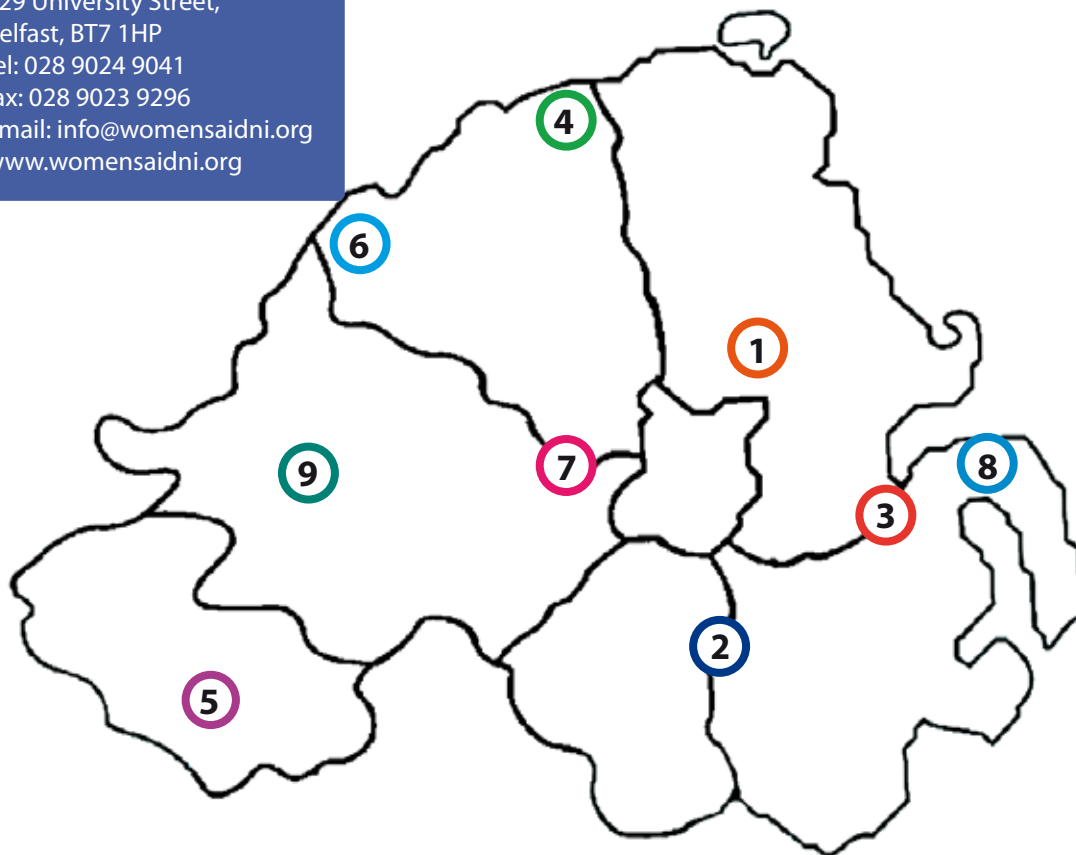 29 University Street,
elfast, BT7 1HP
el: 028 9024 9041
ax: 028 9023 9296
mail: info@womensaidni.org
www.womensaidni.org
4
6
1
7
8
9
3
2
5